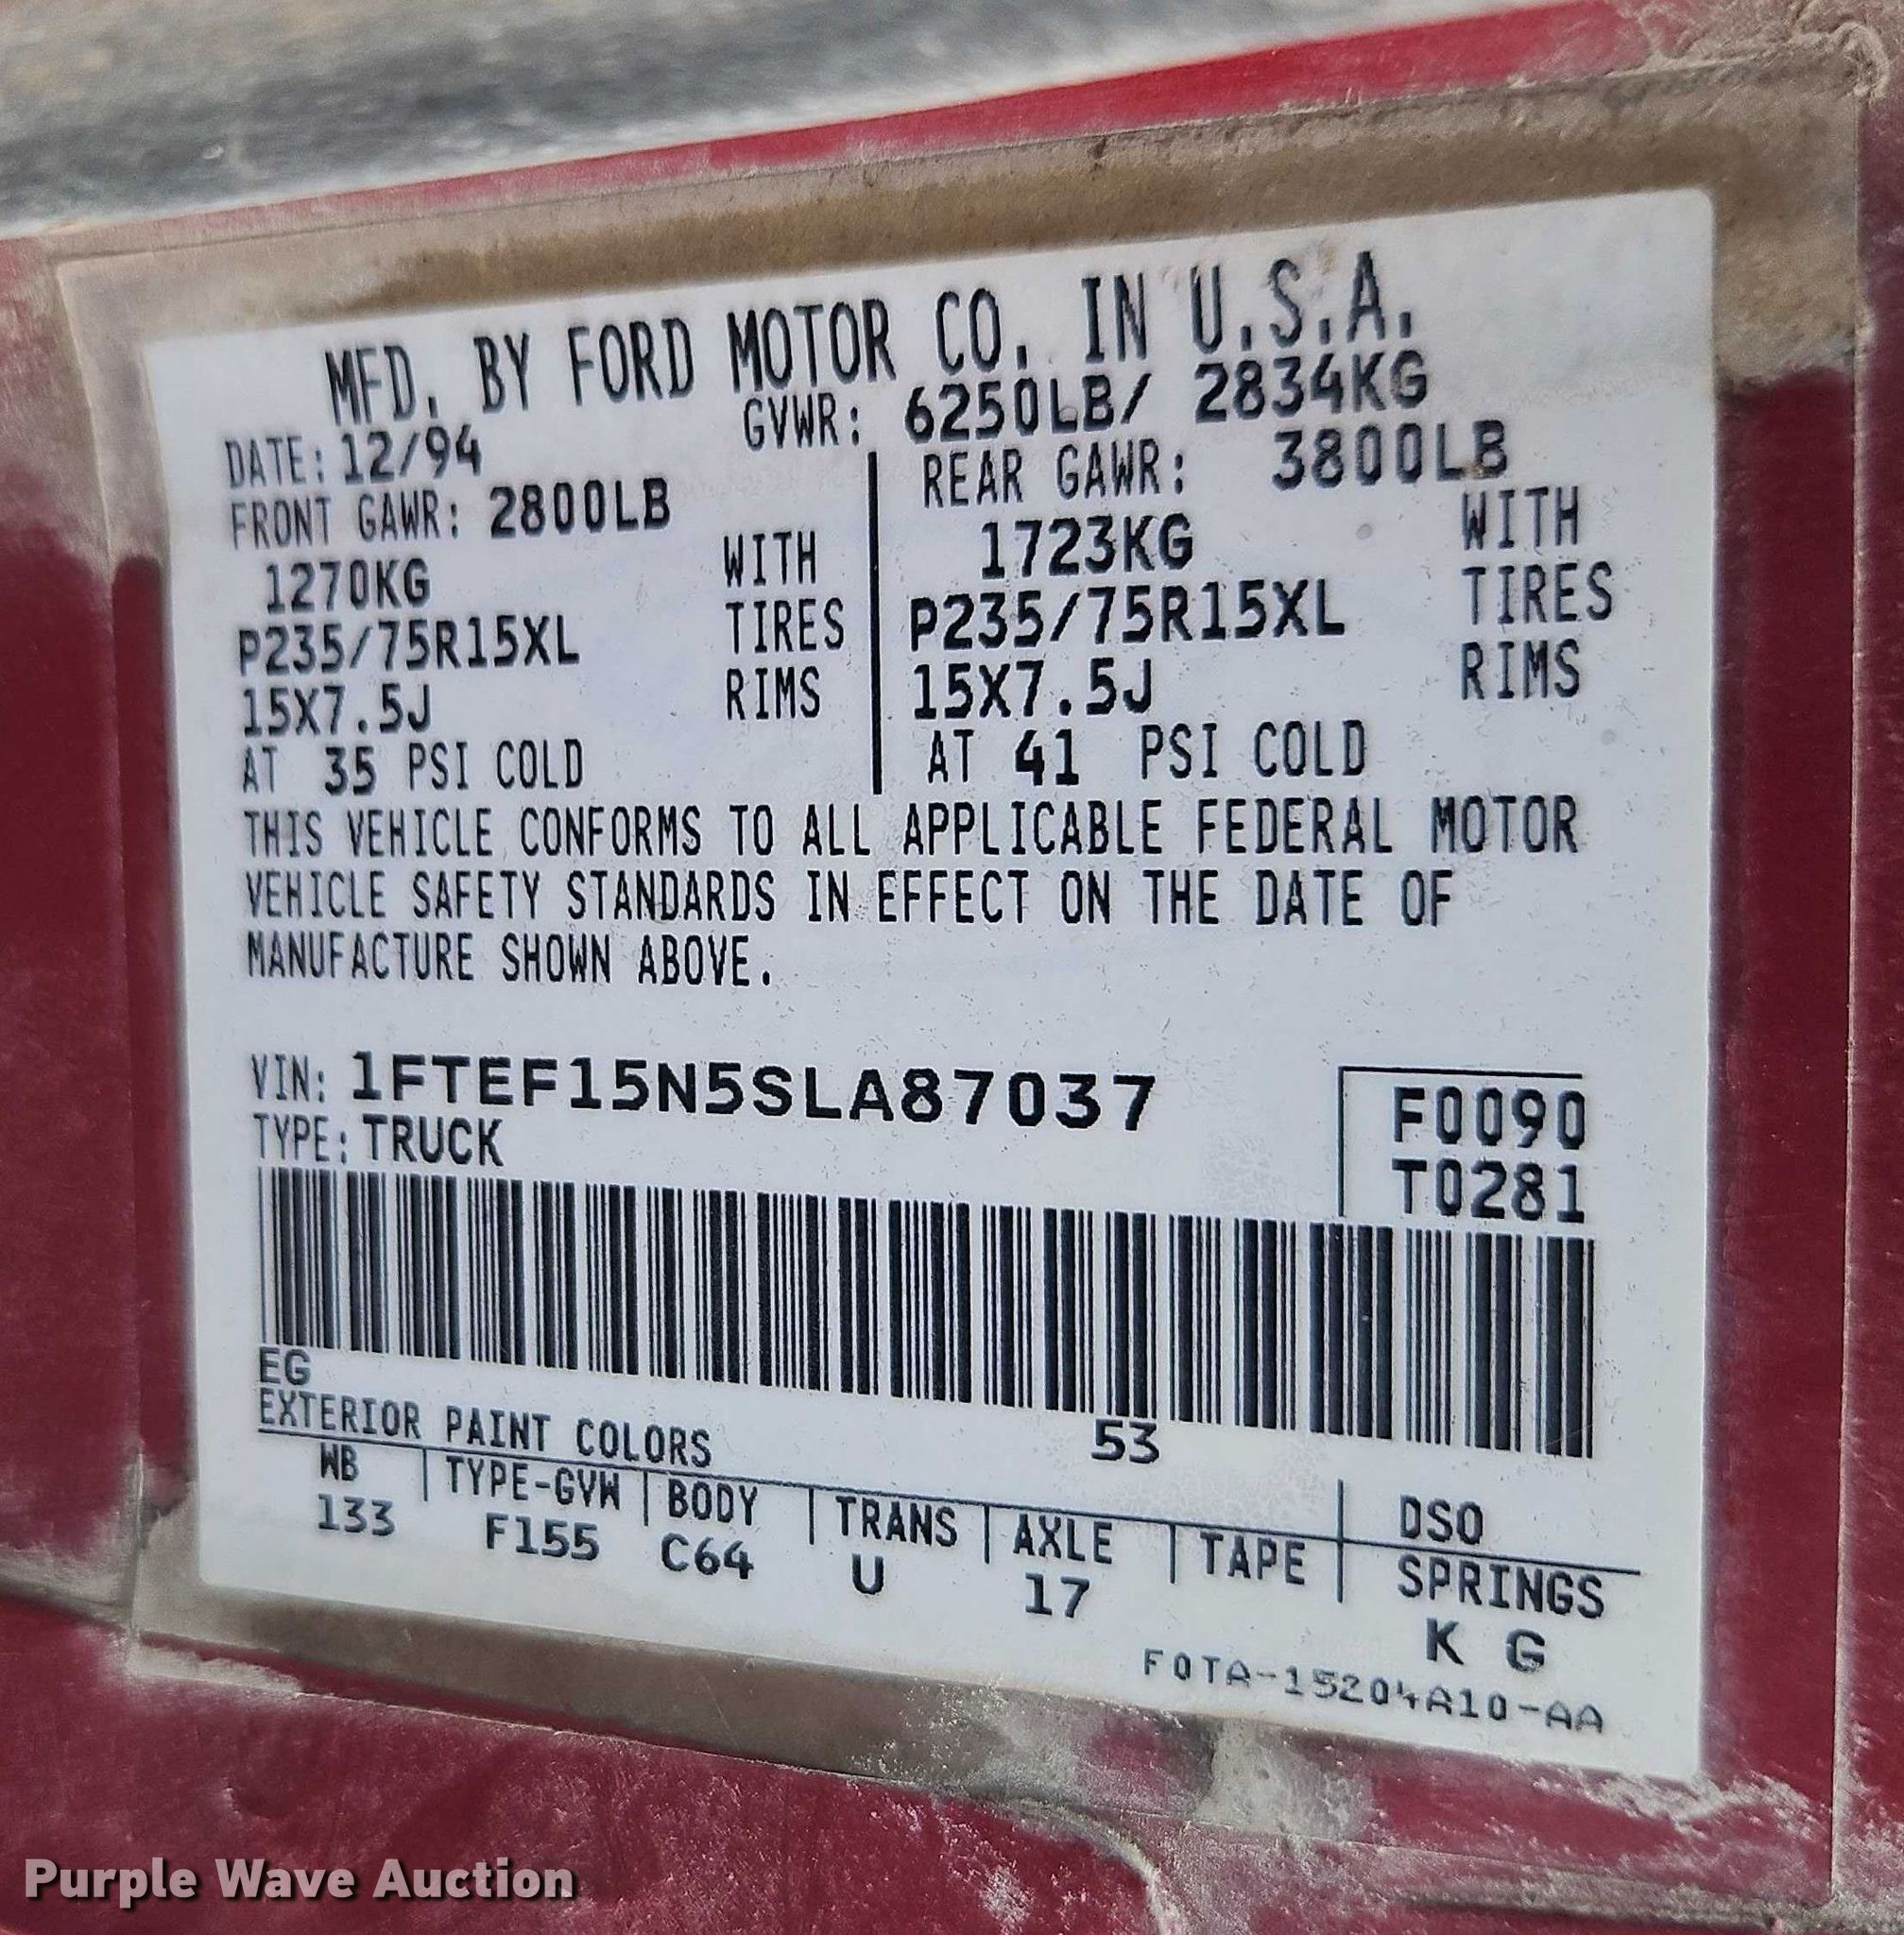 MFD. BY FORD MOTOR CO. IN U.S.A.
DATE: 12/94 GVWR: 6250LB/ 2834KG
FRONT GAWR: 2800LB REAR GAWR: 3800LB
1270KG WITH 1723KG WITH
P235/75R15XL TIRES P235/75R15XL TIRES
15X7.5J RIMS 15X7.5J RIMS
AT 35 PSI COLD AT 41 PSI COLD
THIS VEHICLE CONFORMS TO ALL APPLICABLE FEDERAL MOTOR
VEHICLE SAFETY STANDARDS IN EFFECT ON THE DATE OF
MANUFACTURE SHOWN ABOVE.
VIN: 1FTEF15N5SLA87037 F0090
TYPE: TRUCK T0281
EG
EXTERIOR PAINT COLORS 53 DSO
WB TYPE-GVW BODY TRANS AXLE TAPE SPRINGS
133 F155 C64 U 17 K G
F0TA-15204A10-AA
Purple Wave Auction